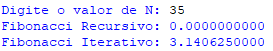 Digite o valor de N: 35
Fibonacci Recursivo: 0.0000000000
Fibonacci Iterativo: 3.1406250000